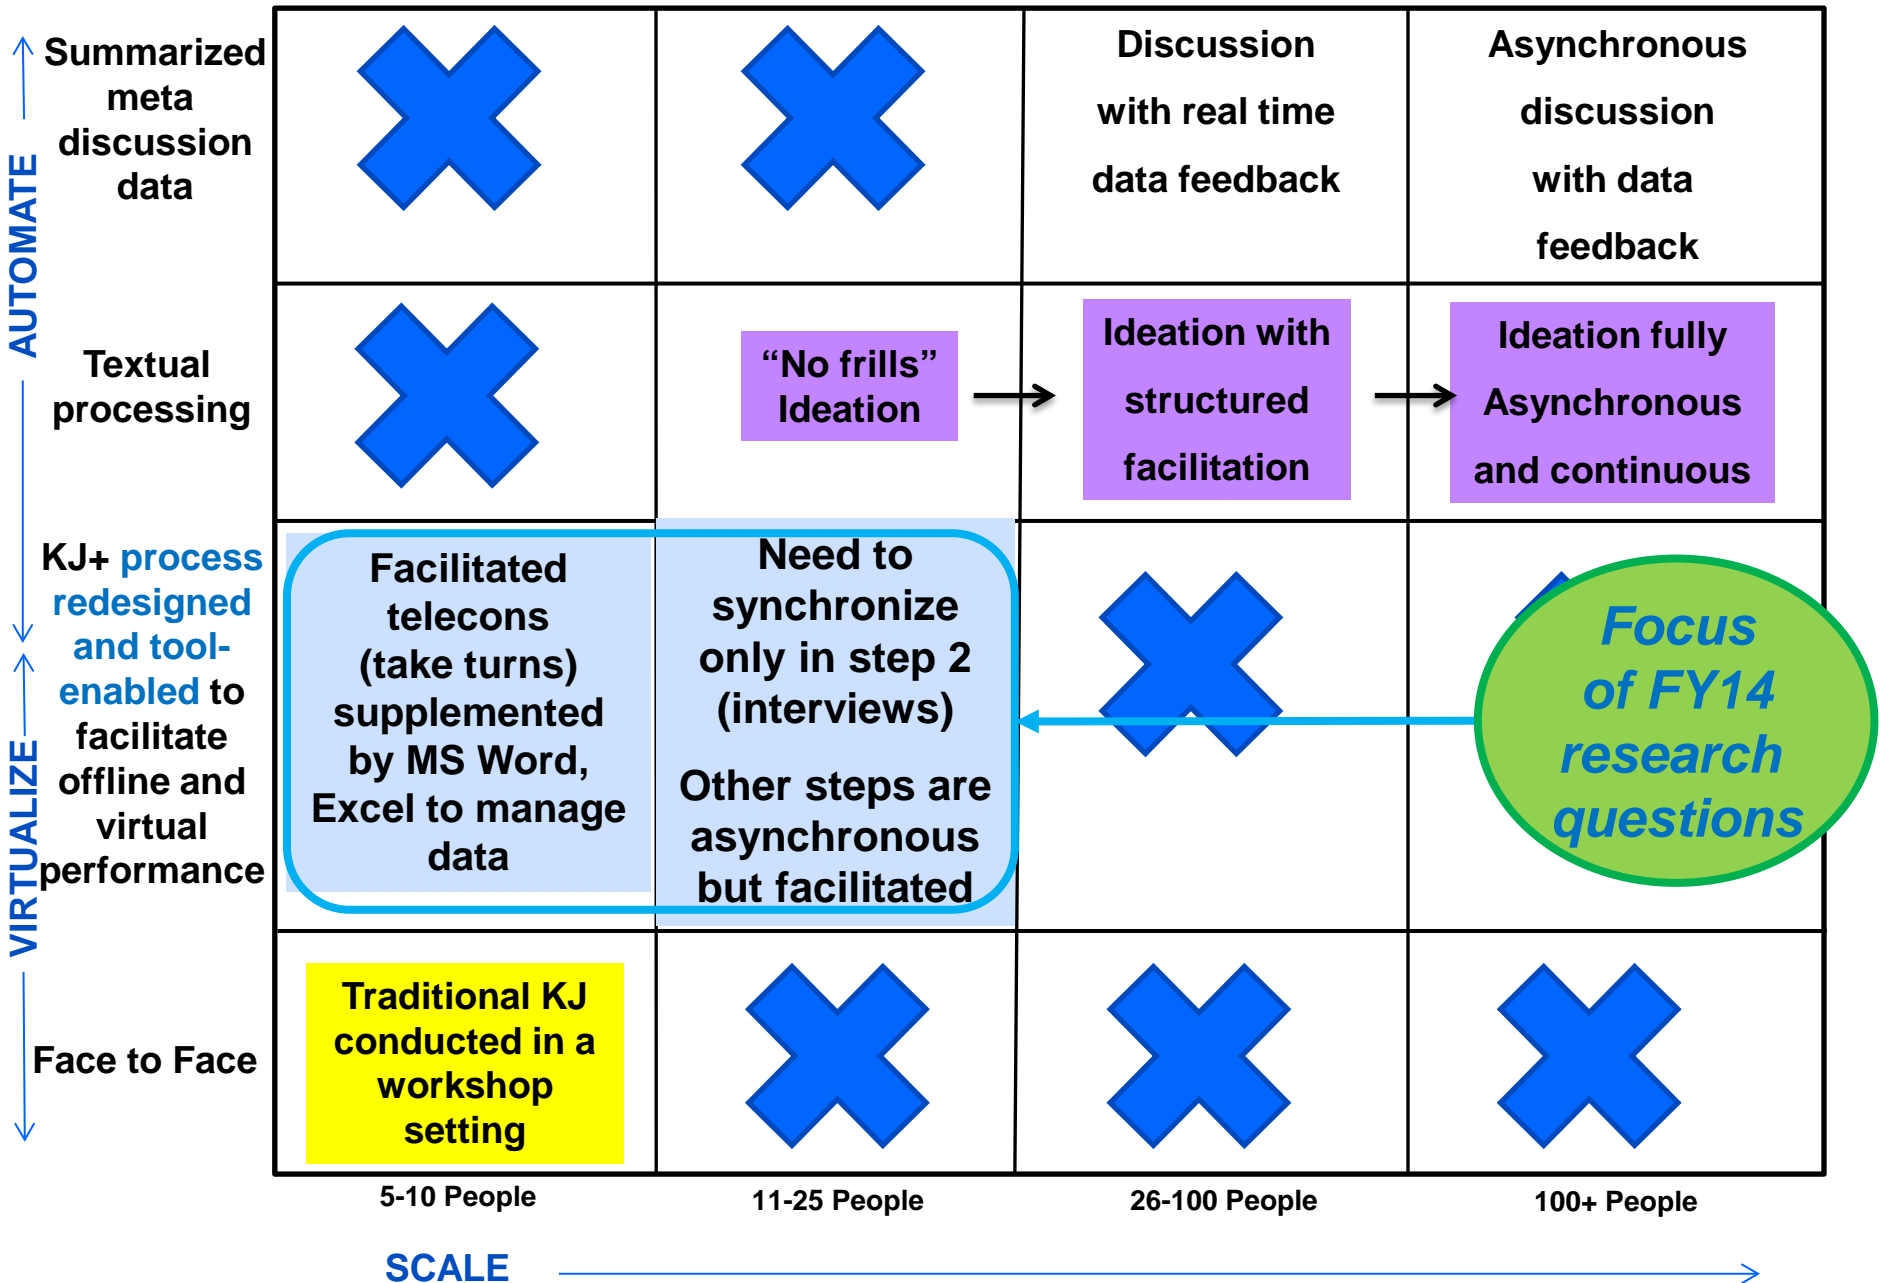 AUTOMATE
VIRTUALIZE
Summarized
meta
discussion
data
Discussion
with real time
data feedback
Asynchronous
discussion
with data
feedback
Textual
processing
“No frills”
Ideation
Ideation with
structured
facilitation
Ideation fully
Asynchronous
and continuous
KJ+ process
redesigned
and tool-
enabled to
facilitate
offline and
virtual
performance
Facilitated
telecons
(take turns)
supplemented
by MS Word,
Excel to manage
data
Need to
synchronize
only in step 2
(interviews)
Other steps are
asynchronous
but facilitated
Focus
of FY14
research
questions
Face to Face
Traditional KJ
conducted in a
workshop
setting
5-10 People
11-25 People
26-100 People
100+ People
SCALE